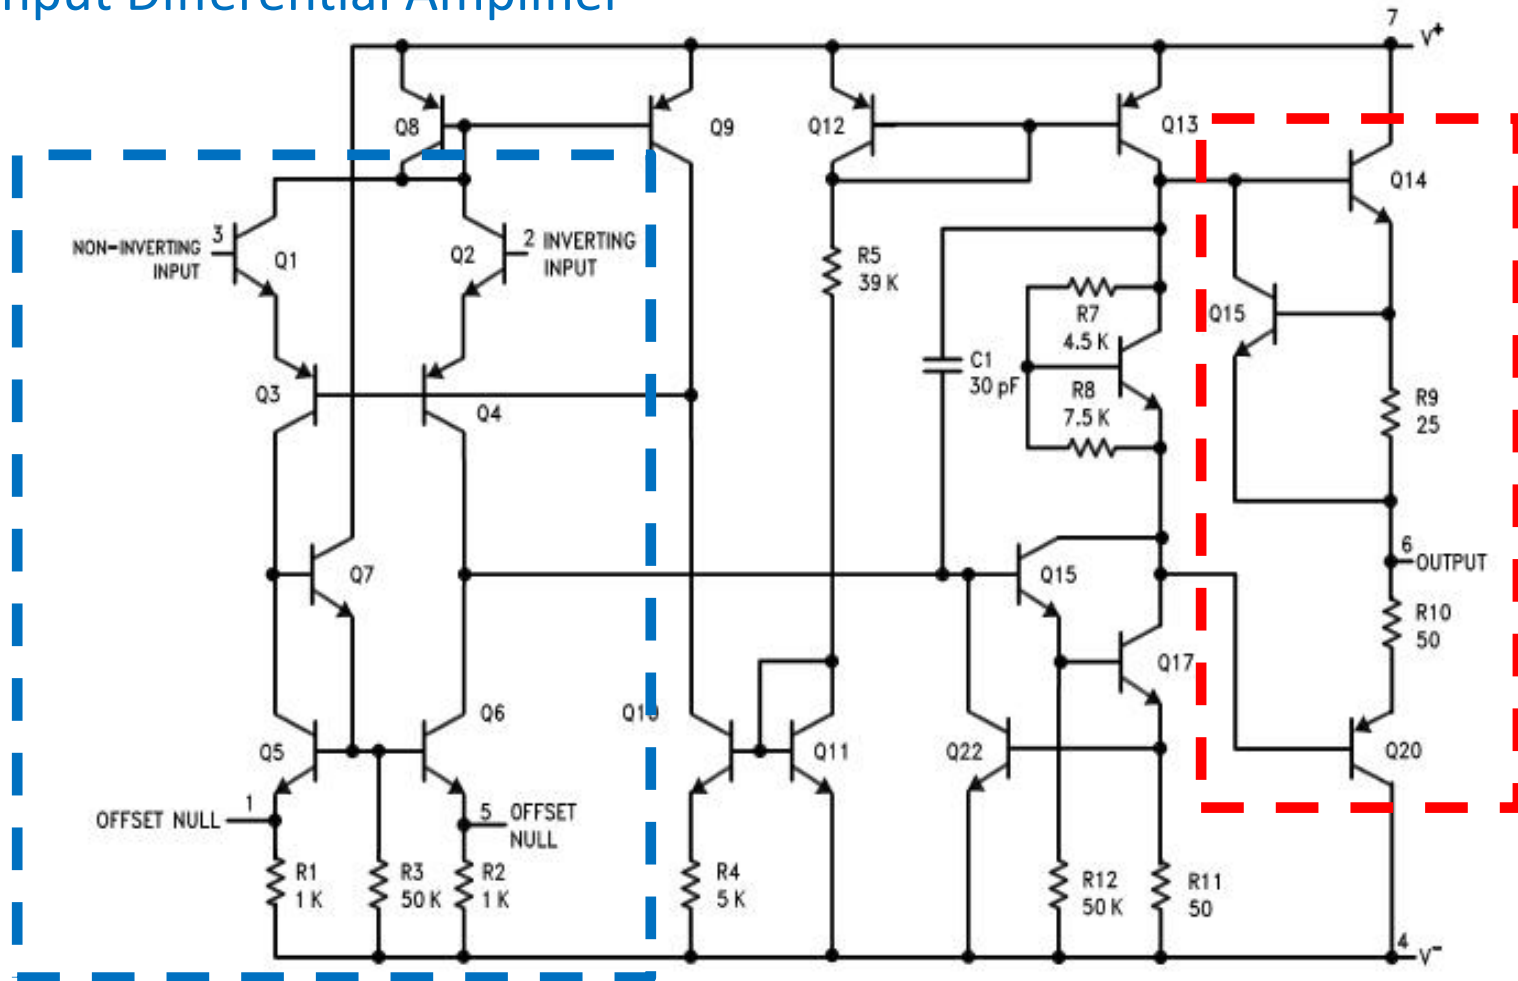 nput Differential Amplifier
7
V+
Q8
Q9
Q12
Q13
Q14
3
NON-INVERTING
INPUT
Q1
Q2
2 INVERTING
INPUT
R5
39 K
R7
4.5 K
Q15
C1
30 pF
R8
7.5 K
Q3
Q4
R9
25
6
OUTPUT
Q7
Q15
R10
50
Q17
Q5
Q6
Q10
Q11
Q22
Q20
1
OFFSET NULL
5 OFFSET
NULL
R1
1 K
R3
50 K
R2
1 K
R4
5 K
R12
50 K
R11
50
4
V-